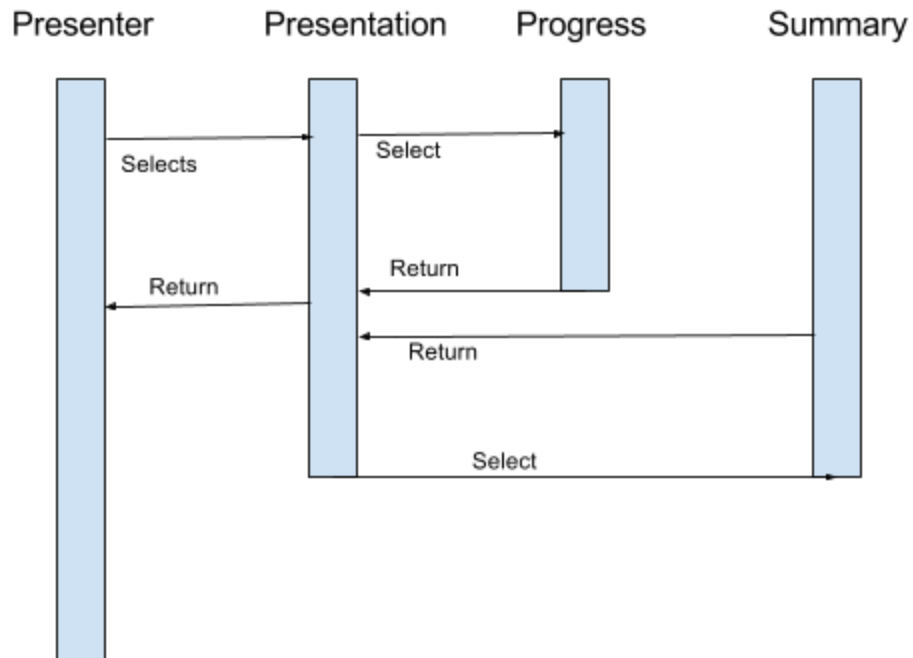 Presenter Presentation Progress Summary
Selects
Select
Return
Return
Return
Select